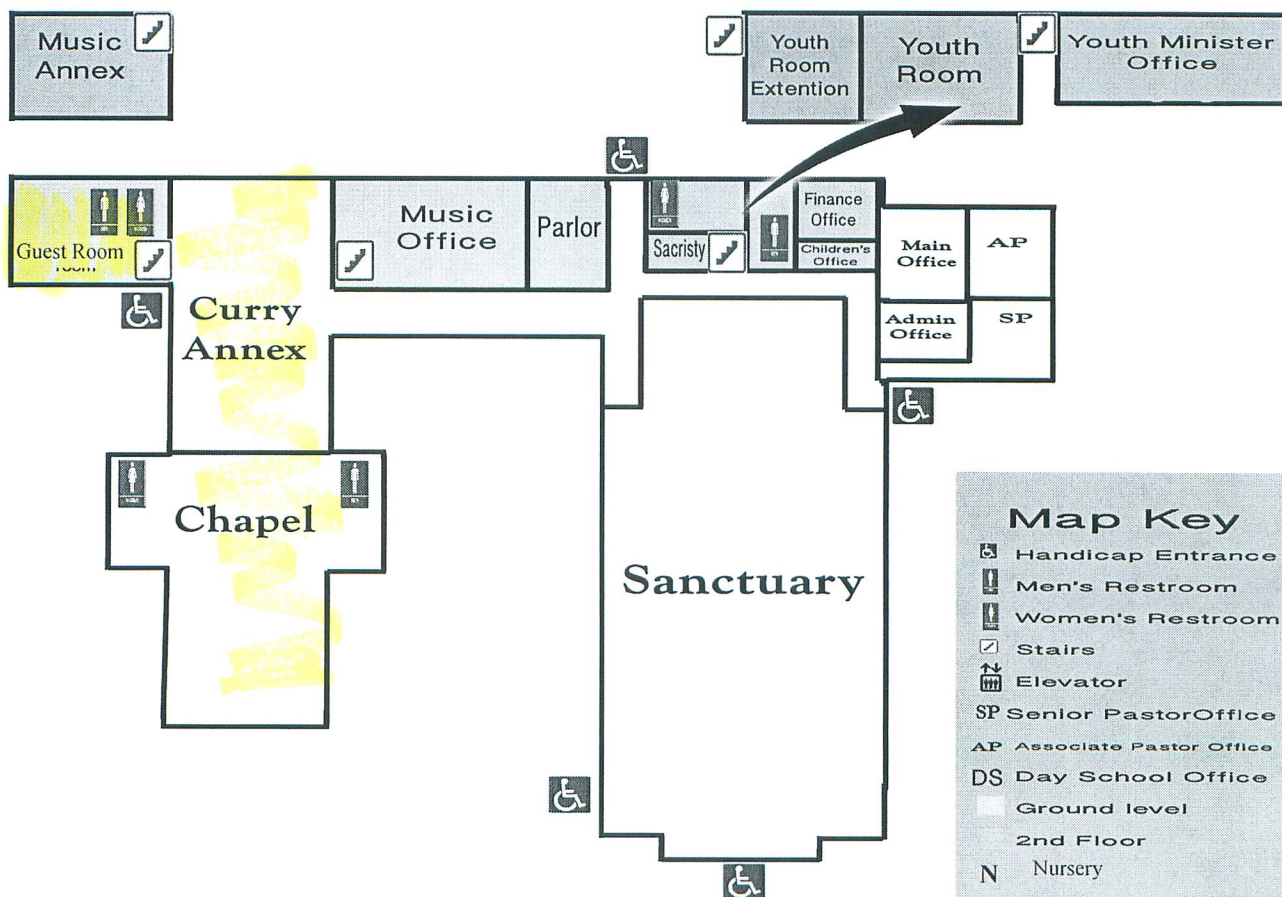 Music
Annex
Youth
Room
Extention
Youth
Room
Youth Minister
Office
Guest Room
Music
Office
Parlor
Sacristy
Finance
Office
Children's
Office
Main
Office
AP
Admin
Office
SP
Curry
Annex
Chapel
Sanctuary
Map Key
Handicap Entrance
Men's Restroom
Women's Restroom
Stairs
Elevator
SP Senior PastorOffice
AP Associate Pastor Office
DS Day School Office
Ground level
2nd Floor
N Nursery